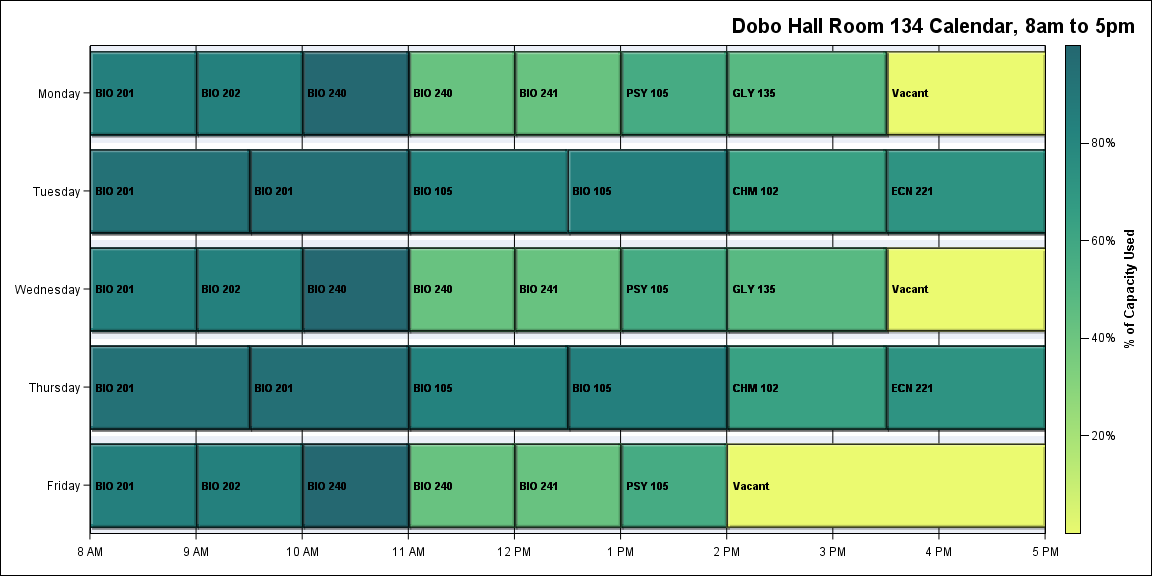 Dobo Hall Room 134 Calendar, 8am to 5pm
Monday
BIO 201
BIO 202
BIO 240
BIO 240
BIO 241
PSY 105
GLY 135
Vacant
Tuesday
BIO 201
BIO 201
BIO 105
BIO 105
CHM 102
ECN 221
Wednesday
BIO 201
BIO 202
BIO 240
BIO 240
BIO 241
PSY 105
GLY 135
Vacant
Thursday
BIO 201
BIO 201
BIO 105
BIO 105
CHM 102
ECN 221
Friday
BIO 201
BIO 202
BIO 240
BIO 240
BIO 241
PSY 105
Vacant
8 AM
9 AM
10 AM
11 AM
12 PM
1 PM
2 PM
3 PM
4 PM
5 PM
80%
60%
40%
20%
% of Capacity Used